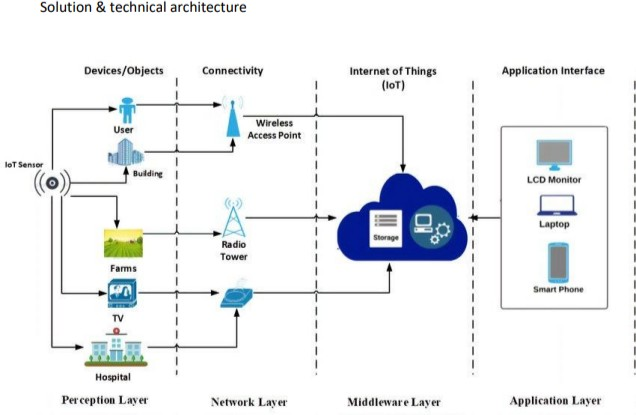 Solution & technical architecture
Devices/Objects
Connectivity
Internet of Things
(IoT)
Application Interface
User
Wireless
Access Point
IoT Sensor
Building
LCD Monitor
Laptop
Storage
Radio
Tower
Farms
Smart Phone
TV
Hospital
Perception Layer
Network Layer
Middleware Layer
Application Layer